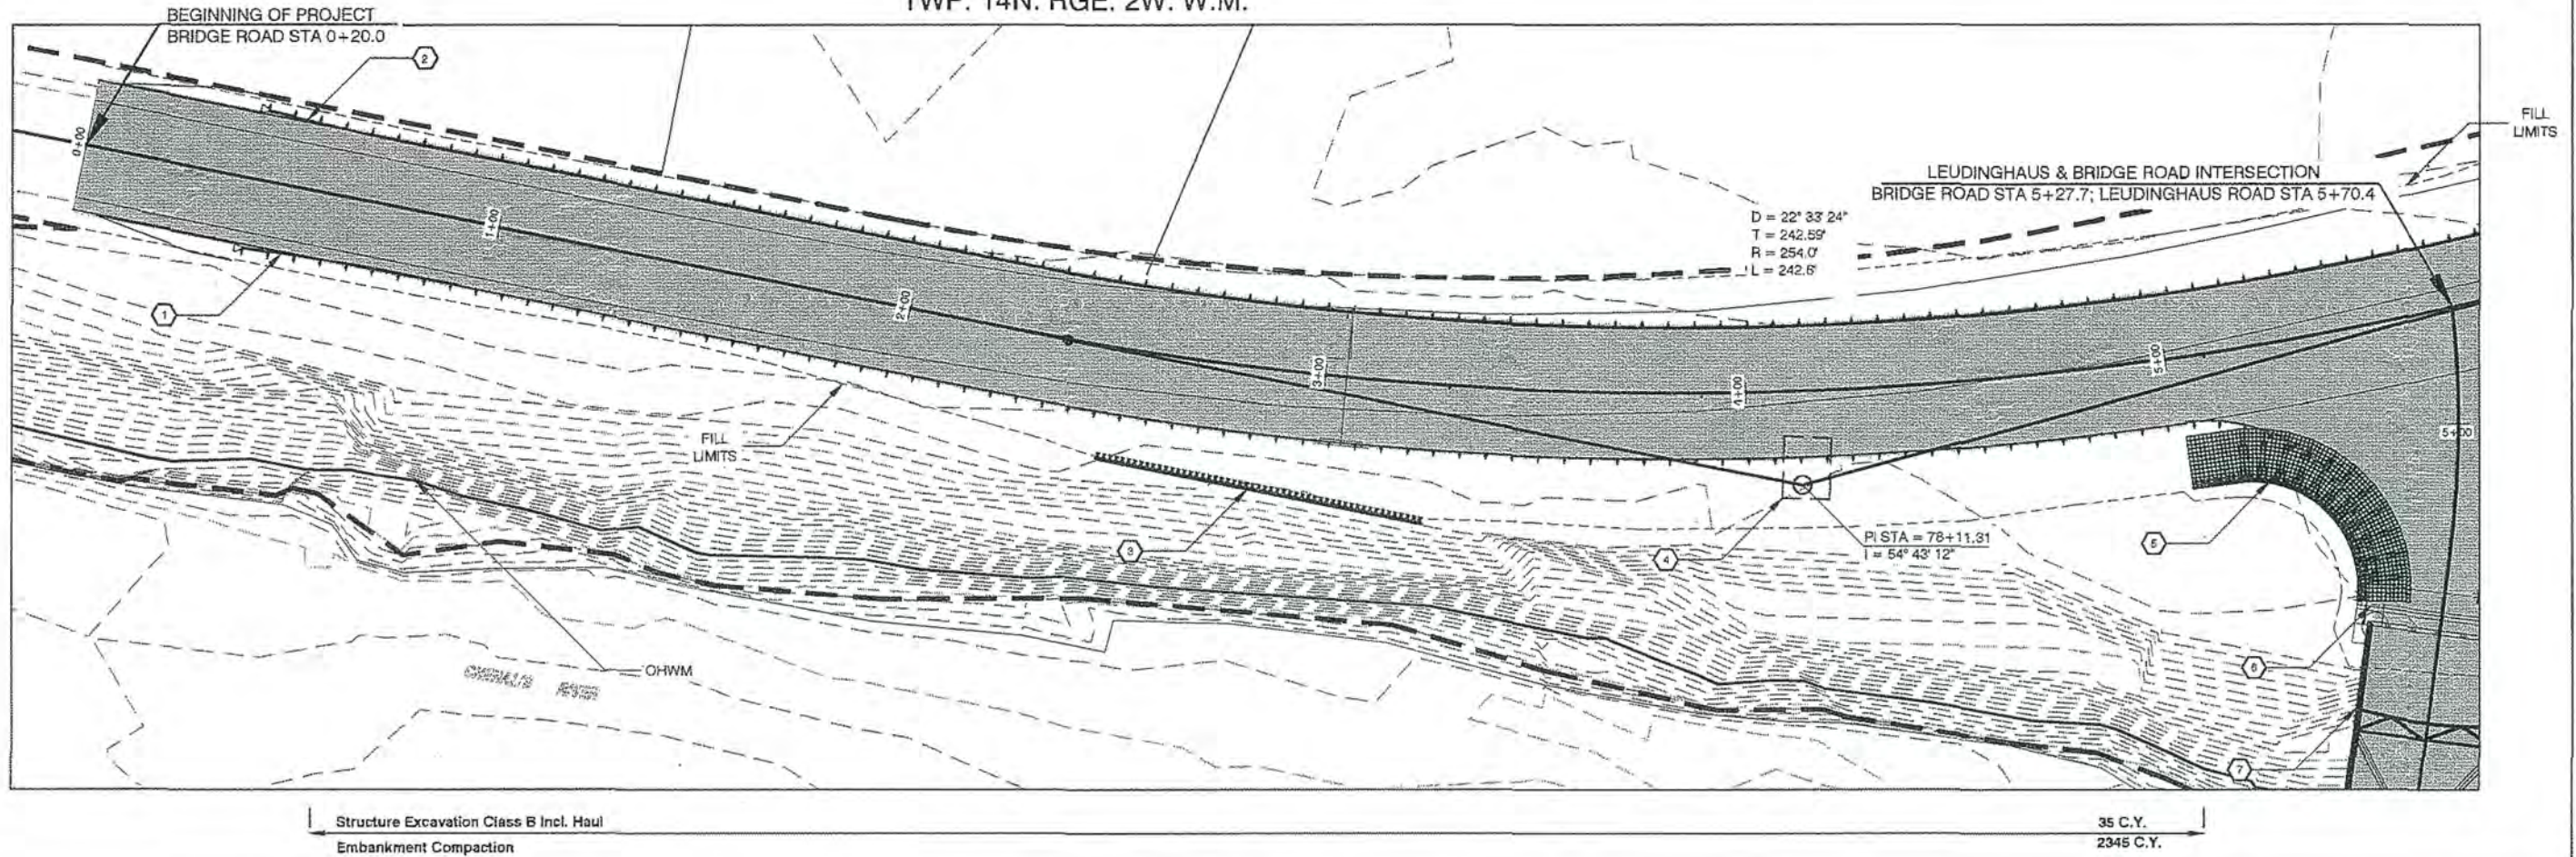 TWP. 14N. RGE. 2W. W.M.
BEGINNING OF PROJECT
BRIDGE ROAD STA 0+20.0
2
FILL
LIMITS
LEUDINGHAUS & BRIDGE ROAD INTERSECTION
BRIDGE ROAD STA 5+27.7; LEUDINGHAUS ROAD STA 5+70.4
0+00
1+00
D = 22° 33' 24"
T = 242.59'
R = 254.0'
L = 242.6'
1
2+00
3+00
4+00
5+00
5+00
FILL
LIMITS
3
4
PI STA = 78+11.31
I = 54° 43' 12"
5
6
OHWM
7
Structure Excavation Class B Incl. Haul
35 C.Y.
Embankment Compaction
2345 C.Y.